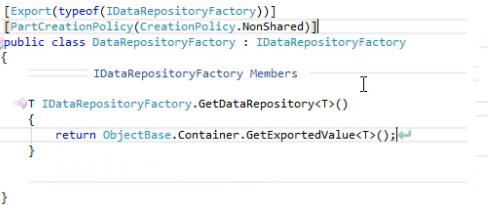 [Export(typeof(IDataRepositoryFactory))]
[PartCreationPolicy(CreationPolicy.NonShared)]
public class DataRepositoryFactory : IDataRepositoryFactory
{
IDataRepositoryFactory Members
T IDataRepositoryFactory.GetDataRepository<T>()
{
return ObjectBase.Container.GetExportedValue<T>();
}
}